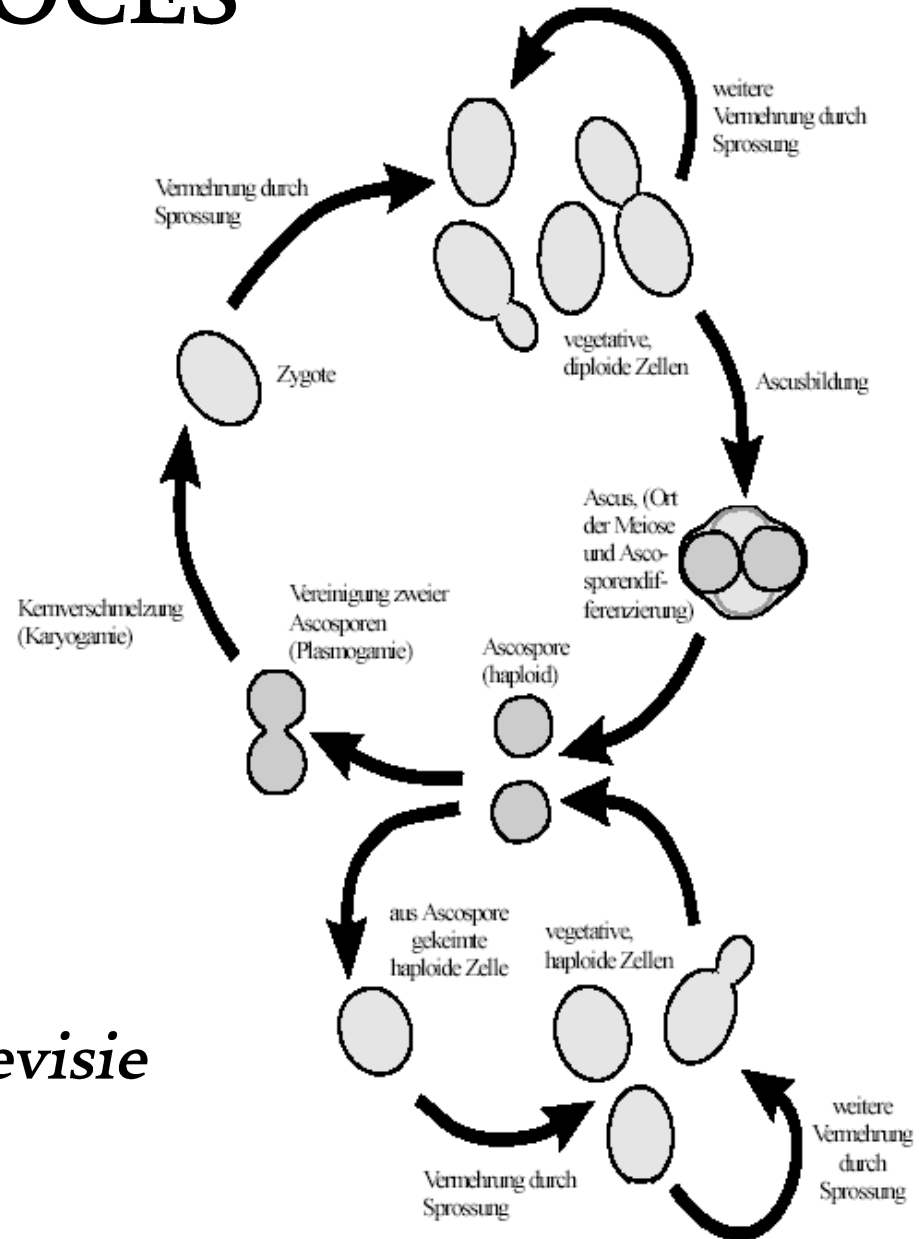 OCES
weitere
Vermehrung durch
Sprossung
Vermehrung durch
Sprossung
vegetative,
diploide Zellen
Zygote
Ascusbildung
Ascus, (Ort
der Meiose
und Asco-
sporendif-
ferenzierung)
Kernverschmelzung
(Karyogamie)
Vereinigung zweier
Ascosporen
(Plasmogamie)
Ascospore
(haploid)
aus Ascospore
gekeimte
haploide Zelle
vegetative,
haploide Zellen
evisie
weitere
Vermehrung
durch
Sprossung
Vermehrung durch
Sprossung